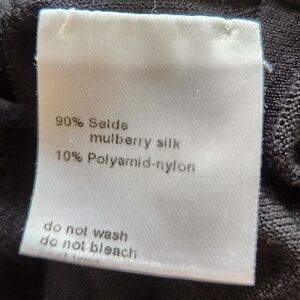 90% Seide
mulberry silk
10% Polyamid-nylon
do not wash
do not bleach